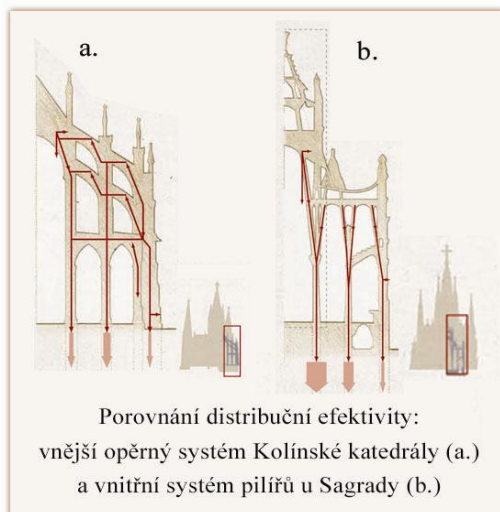 a.
b.
Porovnání distribuční efektivity:
vnější opěrný systém Kolínské katedrály (a.)
a vnitřní systém pilířů u Sagrady (b.)